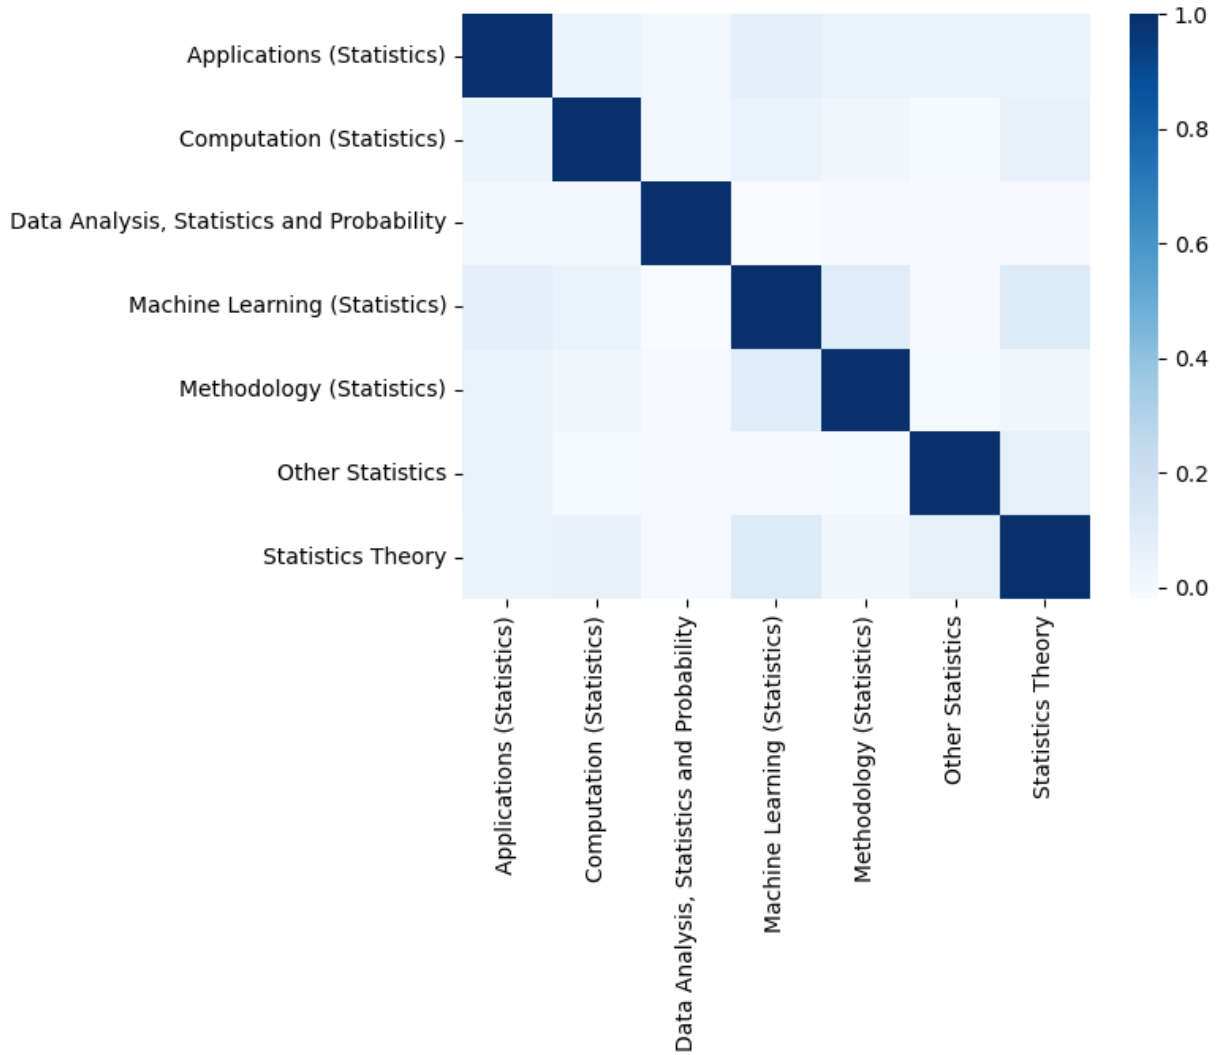 Applications (Statistics)
Computation (Statistics)
Data Analysis, Statistics and Probability
Machine Learning (Statistics)
Methodology (Statistics)
Other Statistics
Statistics Theory
Applications (Statistics)
Computation (Statistics)
Data Analysis, Statistics and Probability
Machine Learning (Statistics)
Methodology (Statistics)
Other Statistics
Statistics Theory
1.0
0.8
0.6
0.4
0.2
0.0